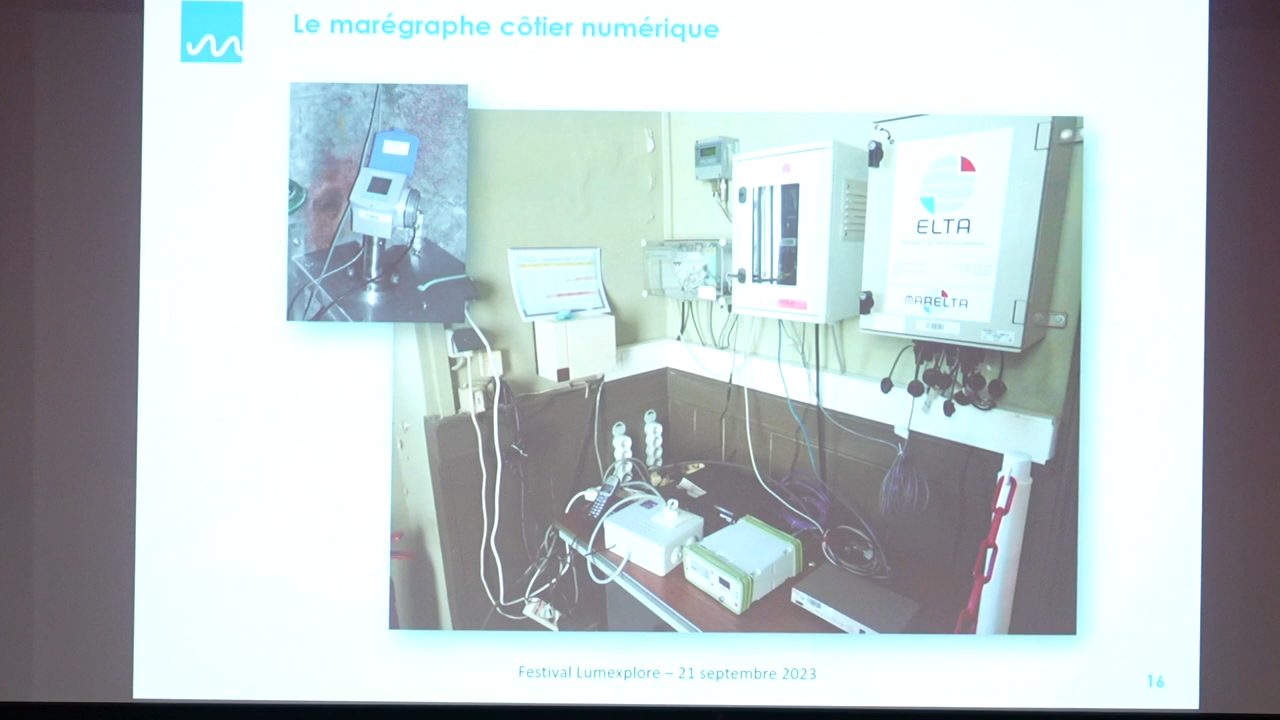 Le marégraphe côtier numérique
ELTA
MARELTA
Festival Lumexplore – 21 septembre 2023
16